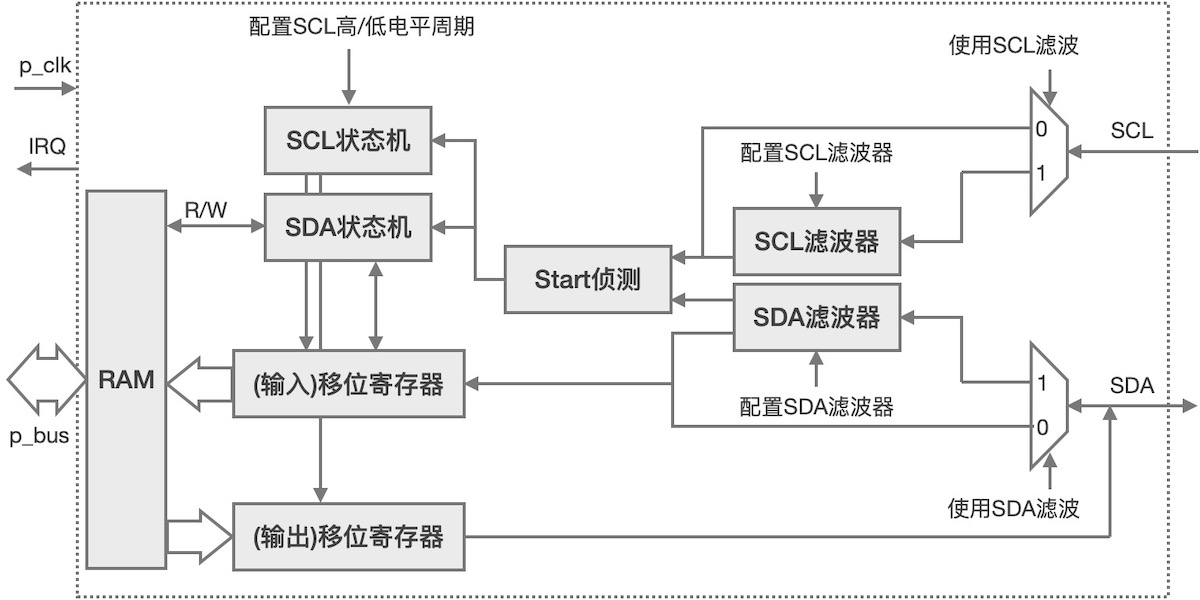 配置SCL高/低电平周期
使用SCL滤波
p_clk
SCL状态机
0
SCL
IRQ
配置SCL滤波器
1
R/W
SDA状态机
SCL滤波器
Start侦测
SDA滤波器
RAM
(输入)移位寄存器
1
SDA
配置SDA滤波器
0
p_bus
使用SDA滤波
(输出)移位寄存器